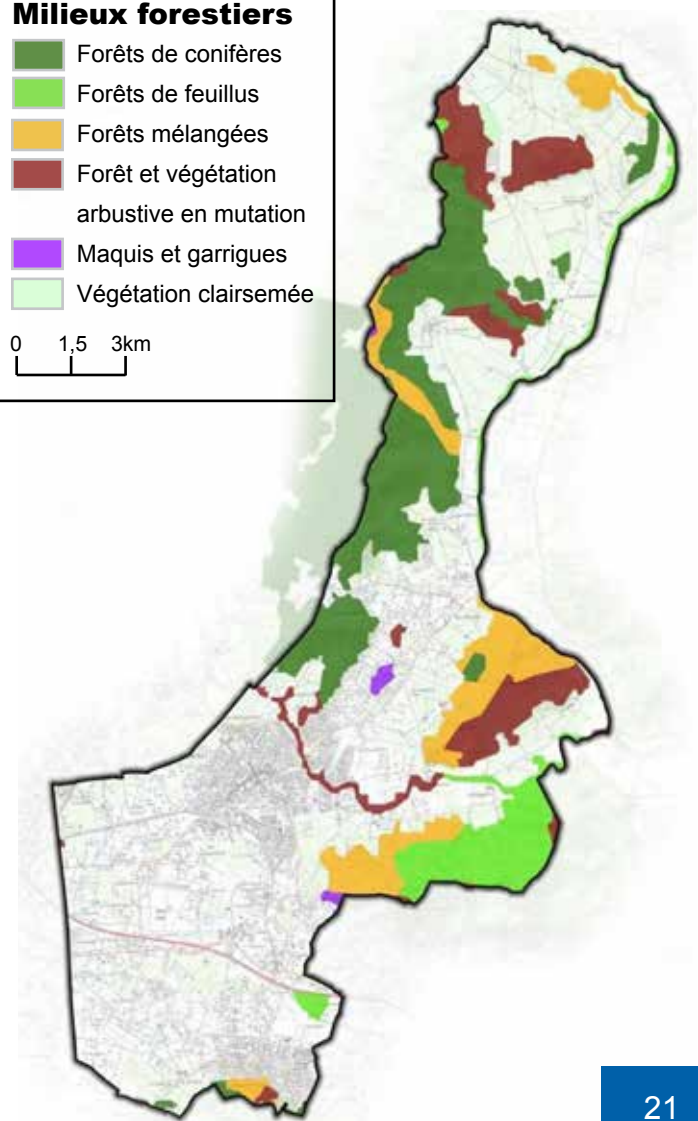 Milieux forestiers
Forêts de conifères
Forêts de feuillus
Forêts mélangées
Forêt et végétation
arbustive en mutation
Maquis et garrigues
Végétation clairsemée
0 1,5 3km
21